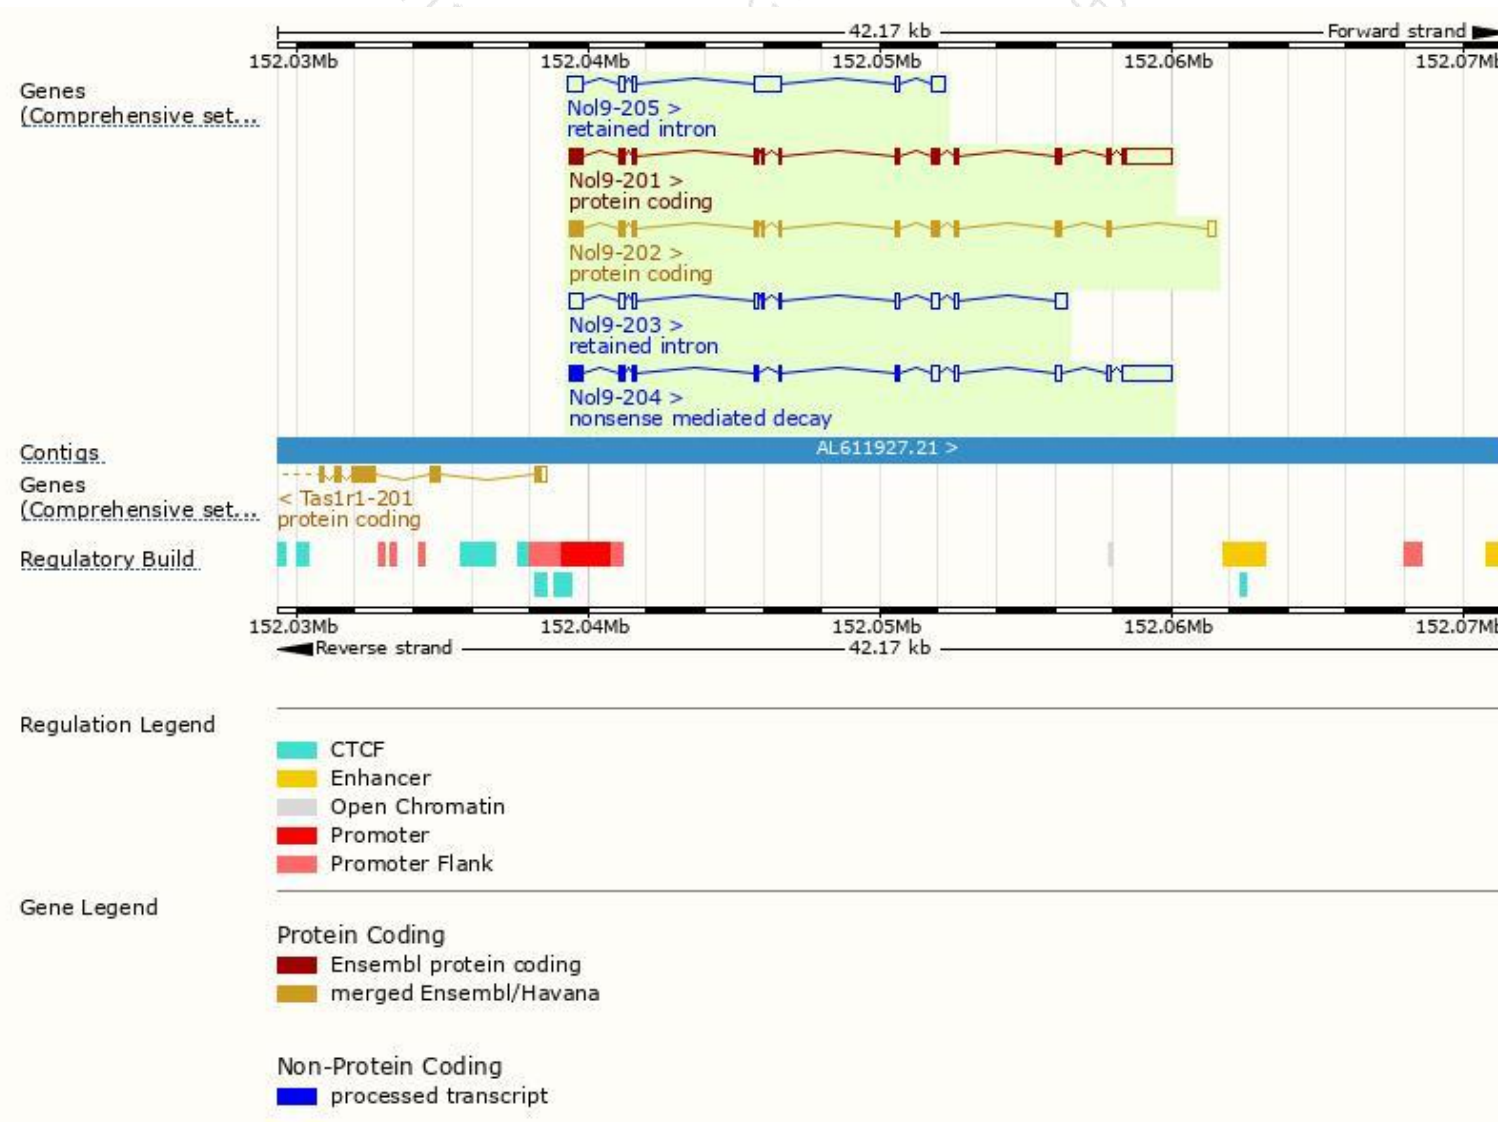 42.17 kb Forward strand
152.03Mb 152.04Mb 152.05Mb 152.06Mb 152.07Mb
Genes
(Comprehensive set...
Nol9-205 >
retained intron
Nol9-201 >
protein coding
Nol9-202 >
protein coding
Nol9-203 >
retained intron
Nol9-204 >
nonsense mediated decay
Contigs AL611927.21 >
Genes
(Comprehensive set...
< Tas1r1-201
protein coding
Regulatory Build
152.03Mb 152.04Mb 152.05Mb 152.06Mb 152.07Mb
Reverse strand 42.17 kb
Regulation Legend
CTCF
Enhancer
Open Chromatin
Promoter
Promoter Flank
Gene Legend
Protein Coding
Ensembl protein coding
merged Ensembl/Havana
Non-Protein Coding
processed transcript